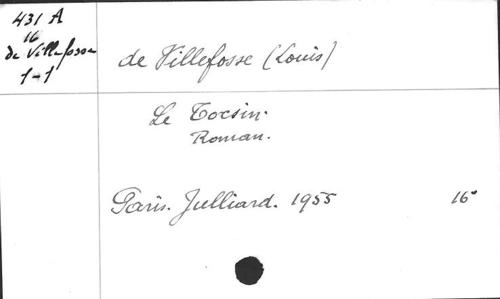 431 A
16
de Villefosse
1-1
de Villefosse (Louis)
Le Tocsin.
Roman.
Paris. Julliard. 1955 16°